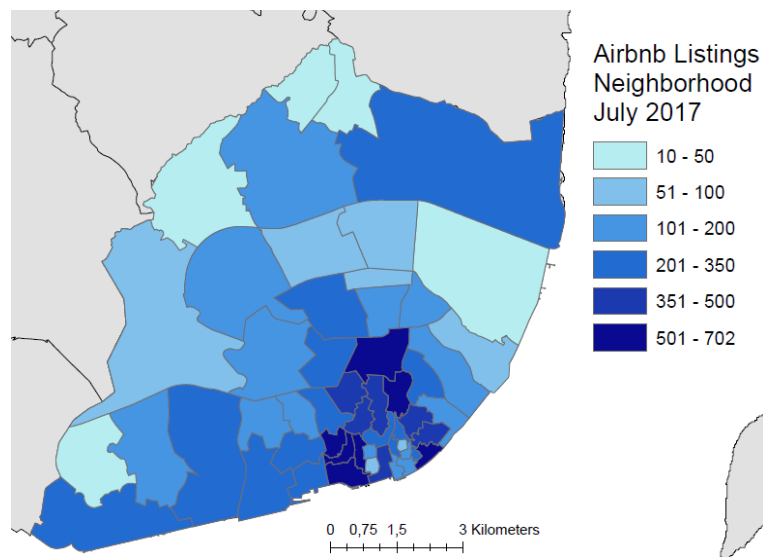 Airbnb Listings
Neighborhood
July 2017
10 - 50
51 - 100
101 - 200
201 - 350
351 - 500
501 - 702
0 0,75 1,5 3 Kilometers